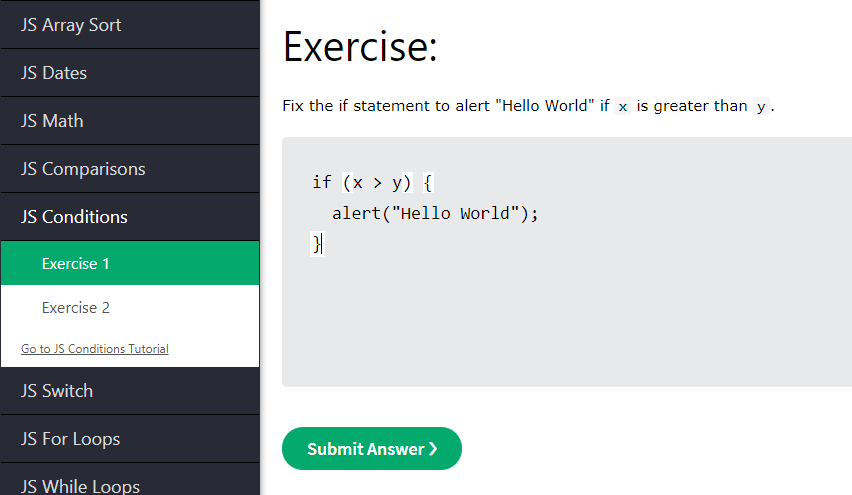 JS Array Sort
JS Dates
JS Math
JS Comparisons
JS Conditions
Exercise 1
Exercise 2
Go to JS Conditions Tutorial
JS Switch
JS For Loops
JS While Loops
Exercise:
Fix the if statement to alert "Hello World" if x is greater than y .
if (x > y) {
alert("Hello World");
}
Submit Answer ❯